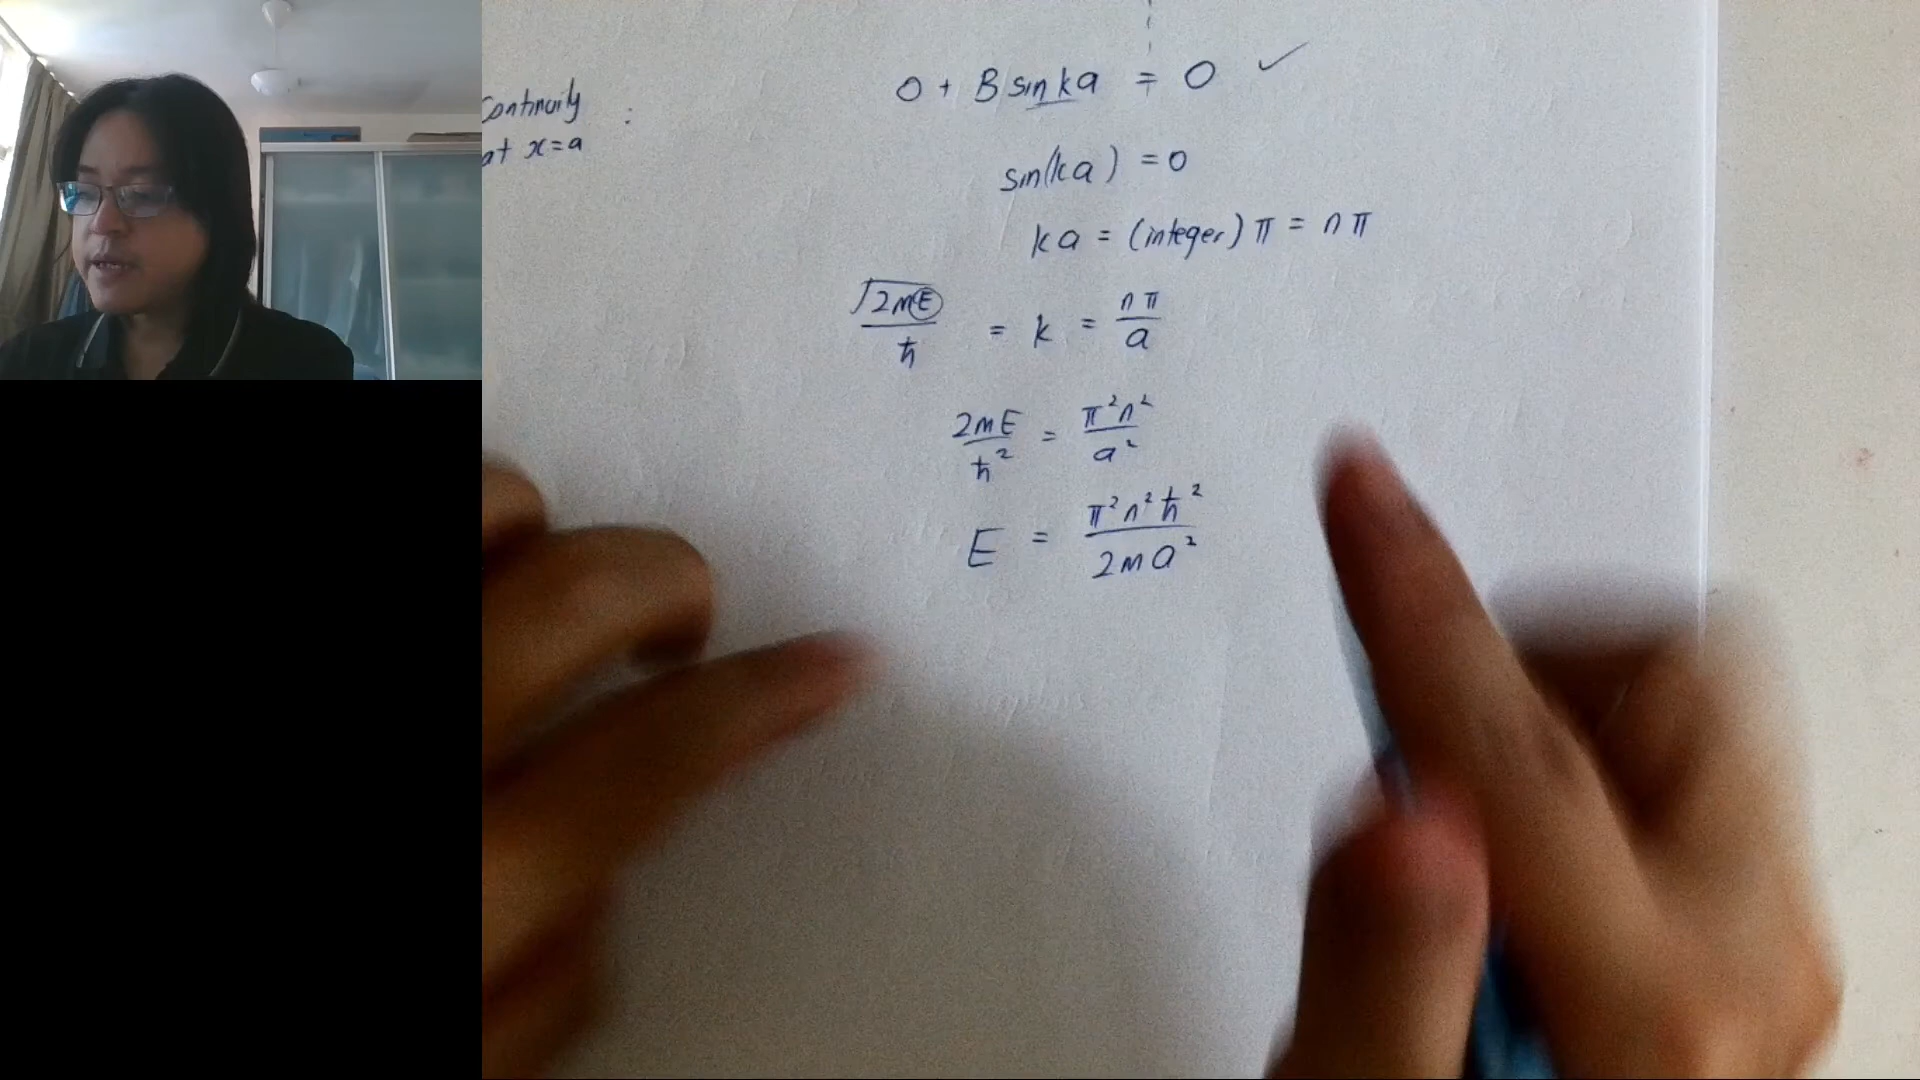 Continuity : 0 + B sin ka = 0 ✓
at x=a
sin(ka) = 0
ka = (integer) π = nπ
√2mE / ħ = k = nπ / a
2mE / ħ² = π²n² / a²
E = π²n²ħ² / 2ma²